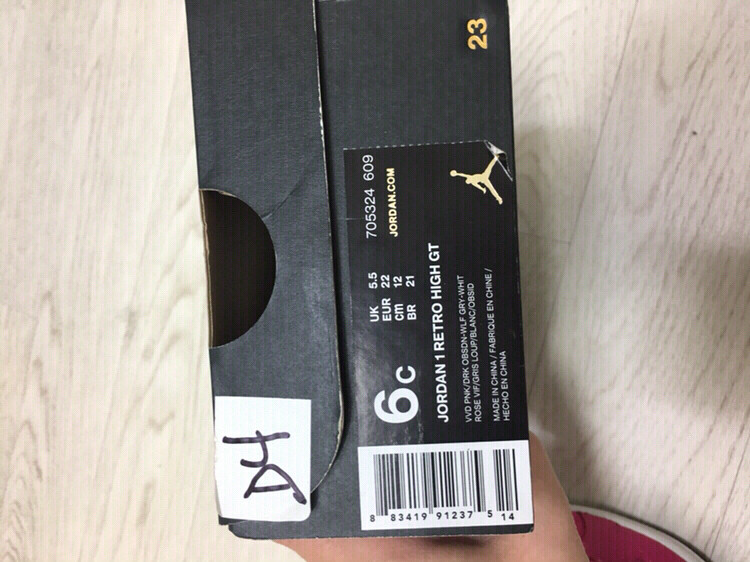 23
705324 609
JORDAN.COM
UK 5.5
EUR 22
cm 12
BR 21
6C
JORDAN 1 RETRO HIGH GT
VVD PNK/DRK OBSDN-WLF GRY-WHIT
ROSE VIF/GRIS LOUP/BLANC/OBSID
MADE IN CHINA / FABRIQUE EN CHINE /
HECHO EN CHINA
8 83419 91237 5 14
D4